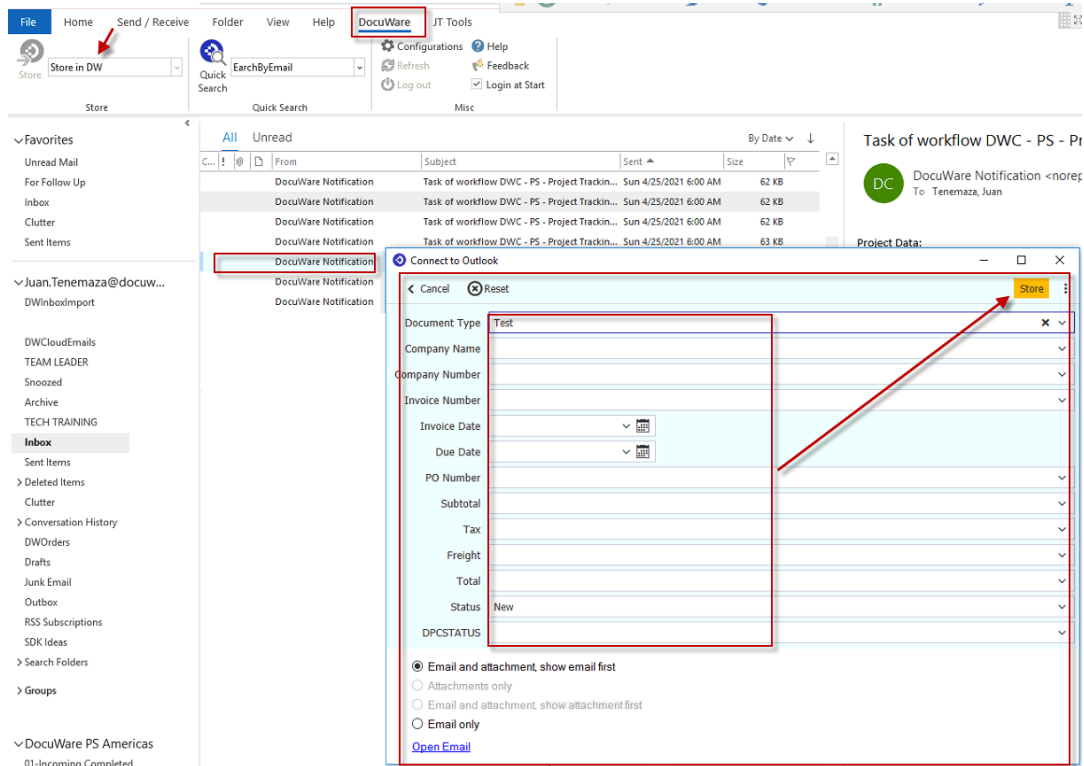 File Home Send / Receive Folder View Help DocuWare JT Tools
Store
Store in DW
Store
Quick Search
EarchByEmail
Quick Search
Configurations Help
Refresh Feedback
Log out Login at Start
Misc
Favorites
Unread Mail
For Follow Up
Inbox
Clutter
Sent Items
Juan.Tenemaza@docuw...
DWInboxImport
DWCloudEmails
TEAM LEADER
Snoozed
Archive
TECH TRAINING
Inbox
Sent Items
Deleted Items
Clutter
Conversation History
DWOrders
Drafts
Junk Email
Outbox
RSS Subscriptions
SDK Ideas
Search Folders
Groups
DocuWare PS Americas
01-Incoming Completed
All Unread By Date
C... ! From Subject Sent Size
DocuWare Notification Task of workflow DWC - PS - Project Trackin... Sun 4/25/2021 6:00 AM 62 KB
DocuWare Notification Task of workflow DWC - PS - Project Trackin... Sun 4/25/2021 6:00 AM 62 KB
DocuWare Notification Task of workflow DWC - PS - Project Trackin... Sun 4/25/2021 6:00 AM 62 KB
DocuWare Notification Task of workflow DWC - PS - Project Trackin... Sun 4/25/2021 6:00 AM 63 KB
DocuWare Notification
DocuWare Notification
DocuWare Notification
Task of workflow DWC - PS - Pr
DC
DocuWare Notification <norep
To Tenemaza, Juan
Project Data:
Connect to Outlook
Cancel Reset Store
Document Type Test
Company Name
Company Number
Invoice Number
Invoice Date
Due Date
PO Number
Subtotal
Tax
Freight
Total
Status New
DPCSTATUS
Email and attachment, show email first
Attachments only
Email and attachment, show attachment first
Email only
Open Email